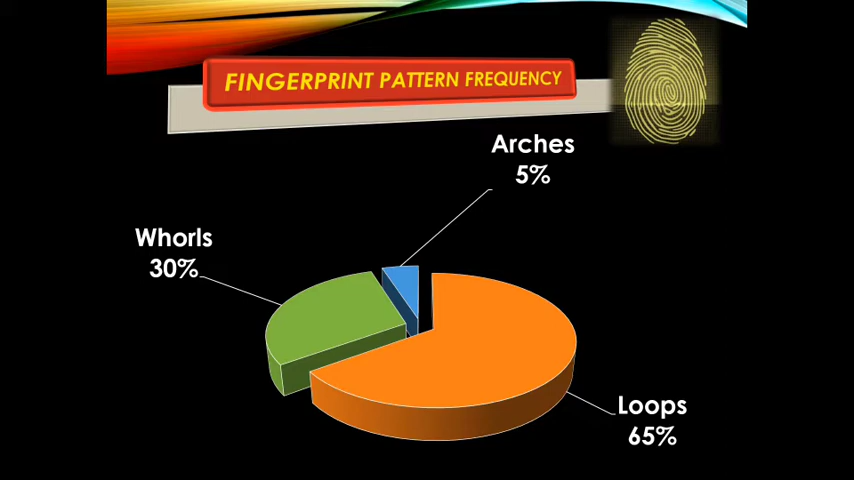 FINGERPRINT PATTERN FREQUENCY
Arches
5%
Whorls
30%
Loops
65%